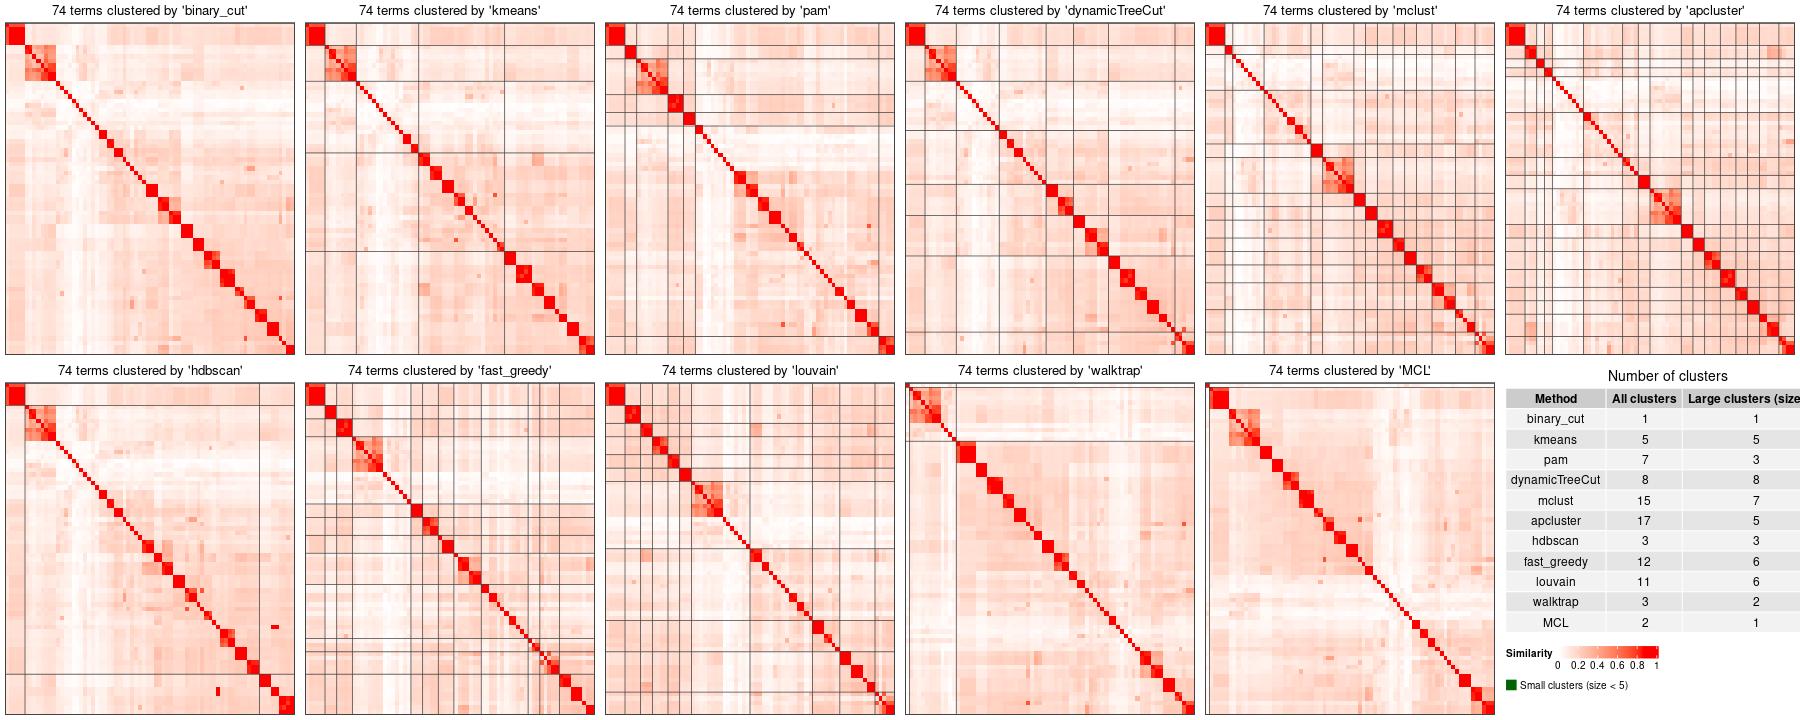 74 terms clustered by 'binary_cut'
74 terms clustered by 'kmeans'
74 terms clustered by 'pam'
74 terms clustered by 'dynamicTreeCut'
74 terms clustered by 'mclust'
74 terms clustered by 'apcluster'
74 terms clustered by 'hdbscan'
74 terms clustered by 'fast_greedy'
74 terms clustered by 'louvain'
74 terms clustered by 'walktrap'
74 terms clustered by 'MCL'
Number of clusters
Method All clusters Large clusters (size
binary_cut 1 1
kmeans 5 5
pam 7 3
dynamicTreeCut 8 8
mclust 15 7
apcluster 17 5
hdbscan 3 3
fast_greedy 12 6
louvain 11 6
walktrap 3 2
MCL 2 1
Similarity
0 0.2 0.4 0.6 0.8 1
Small clusters (size < 5)